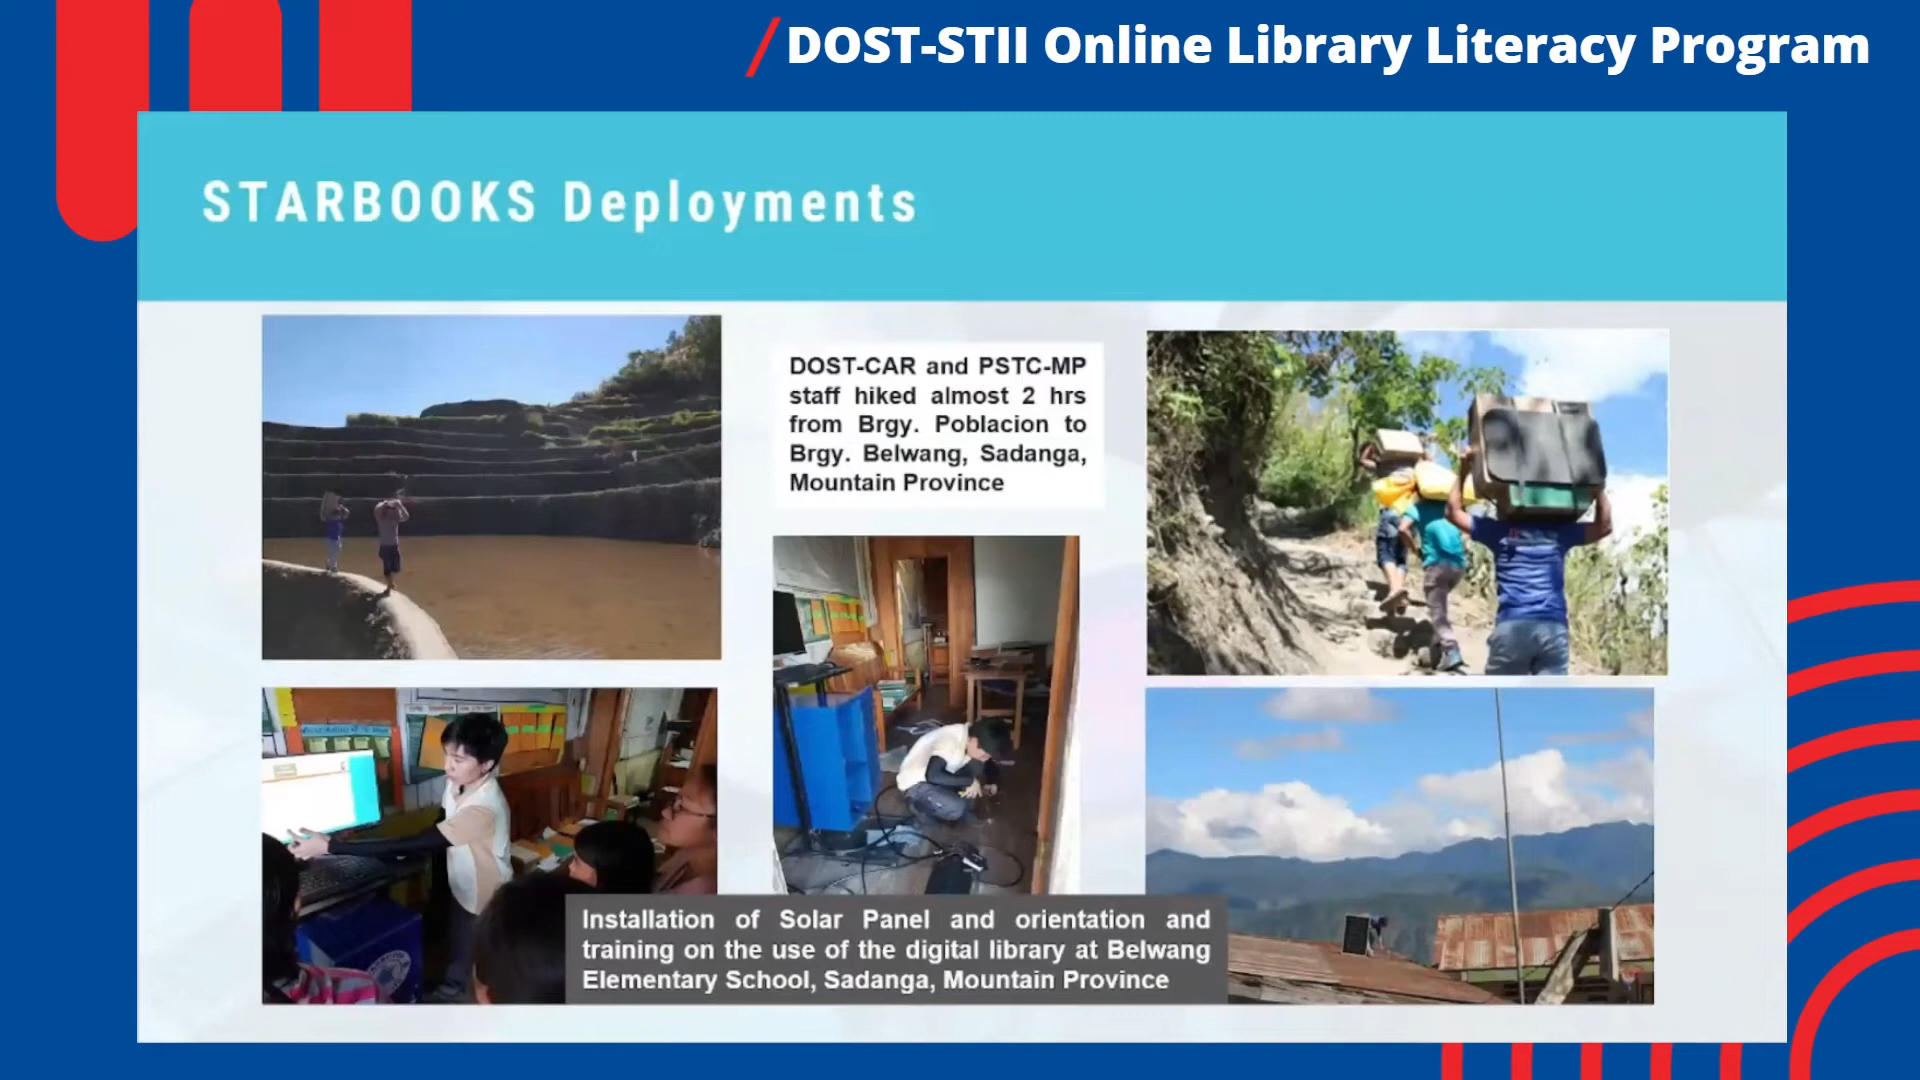 DOST-STII Online Library Literacy Program
STARBOOKS Deployments
DOST-CAR and PSTC-MP
staff hiked almost 2 hrs
from Brgy. Poblacion to
Brgy. Belwang, Sadanga,
Mountain Province
Installation of Solar Panel and orientation and
training on the use of the digital library at Belwang
Elementary School, Sadanga, Mountain Province